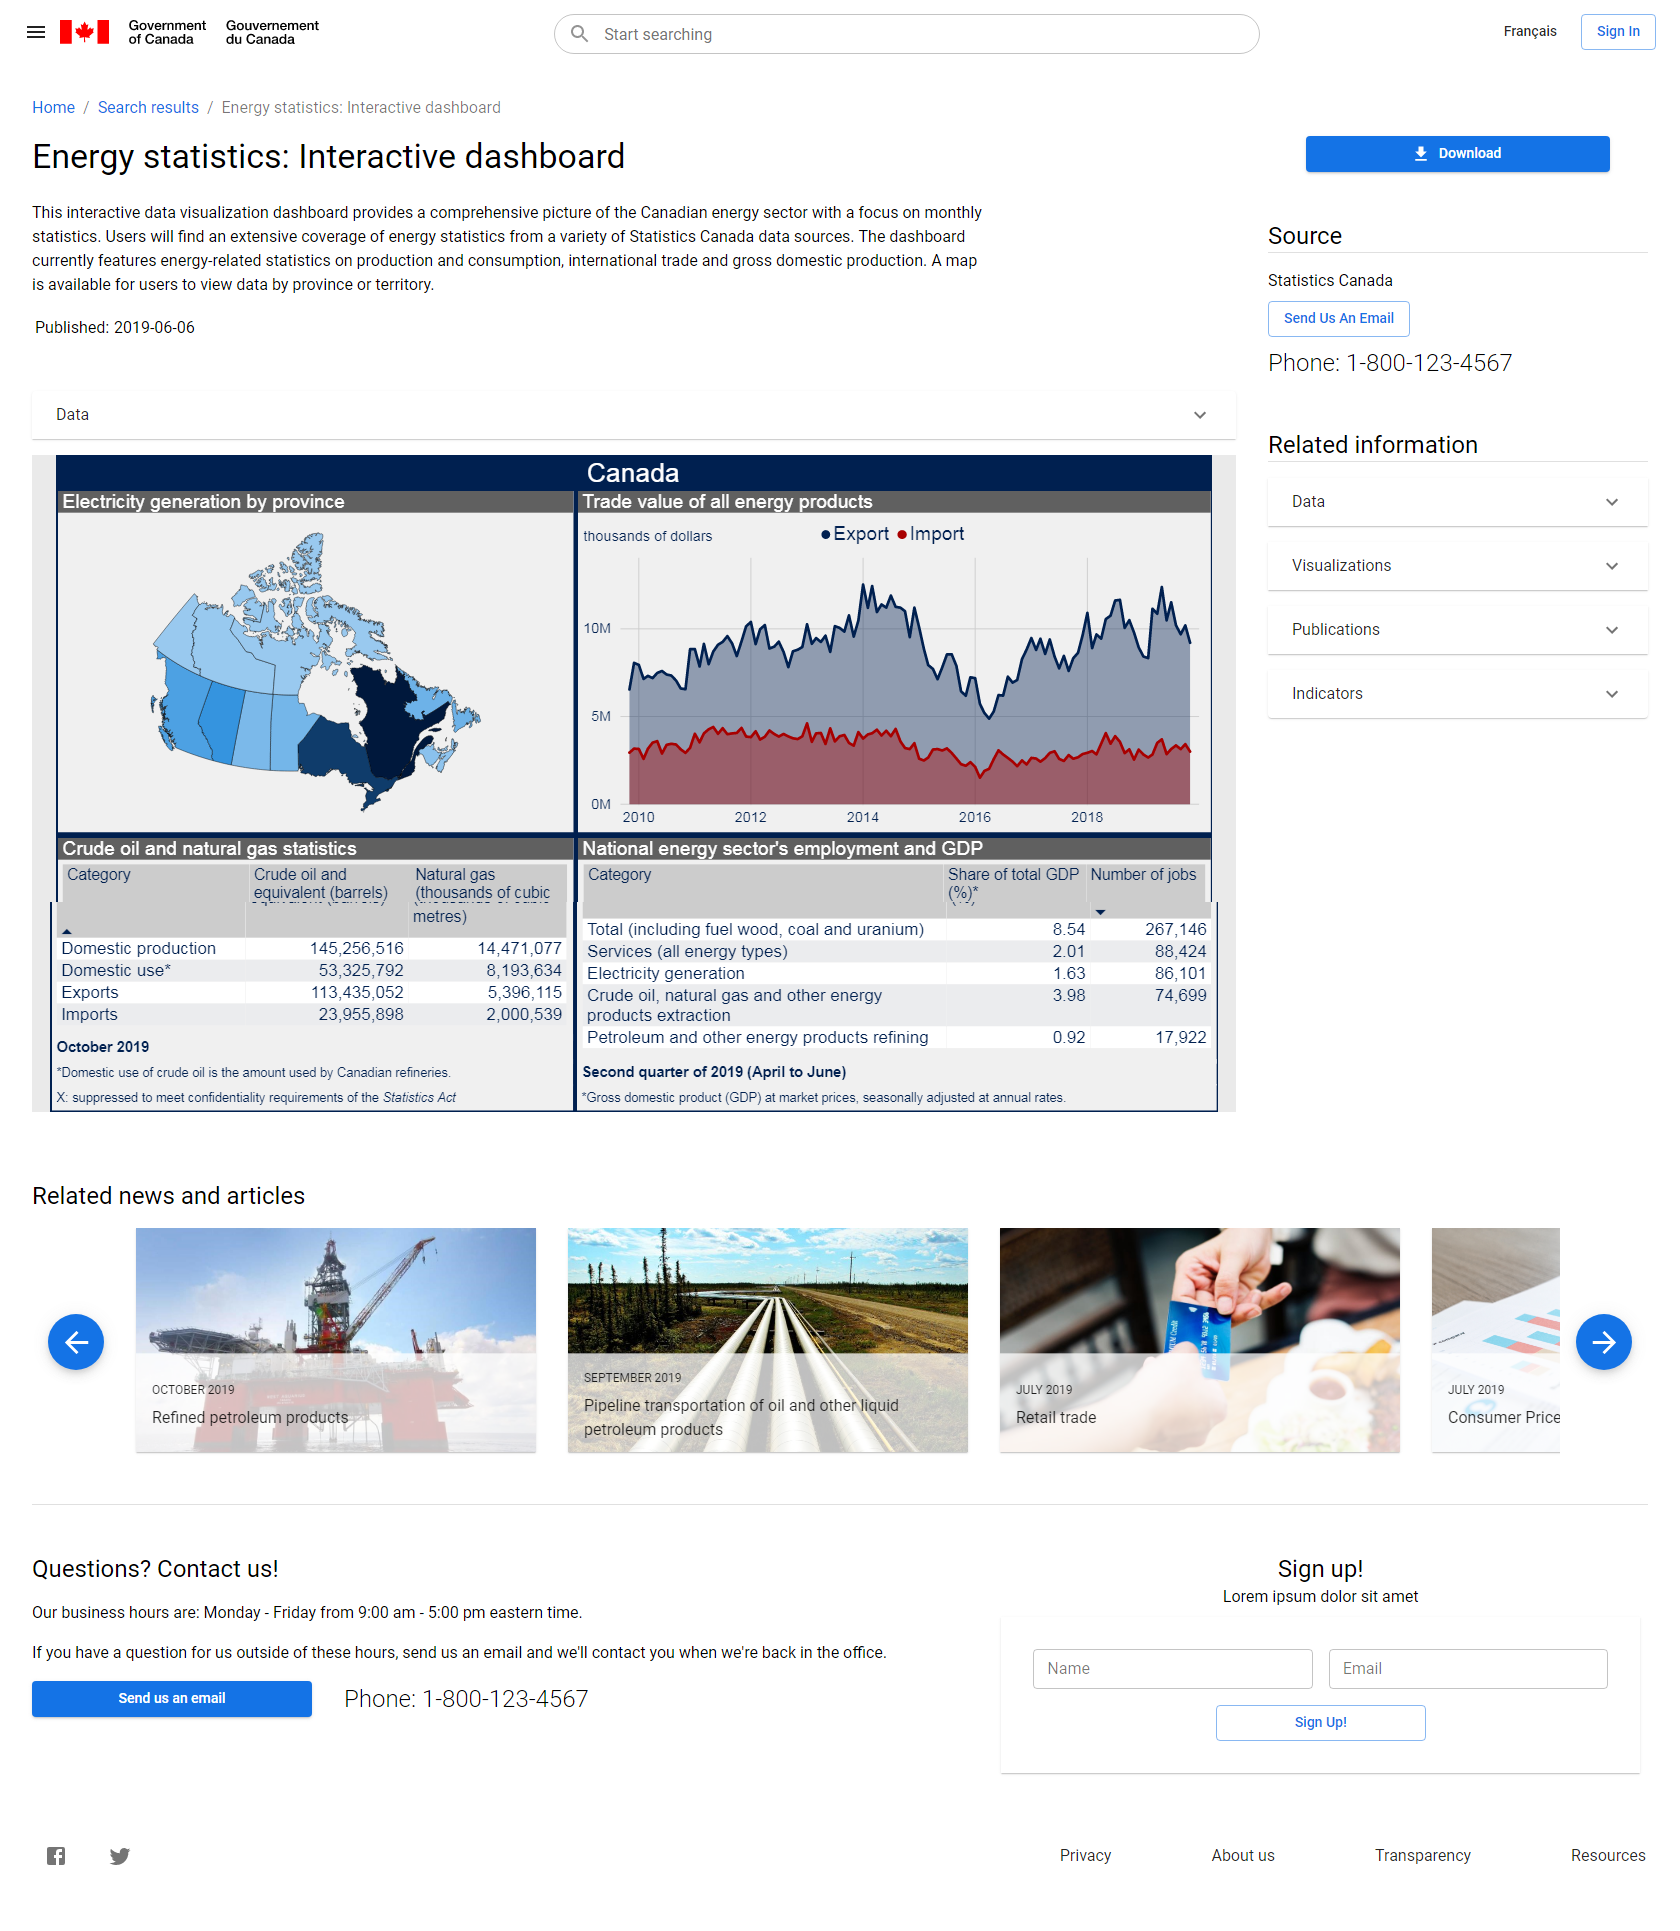 Government of Canada
Gouvernement du Canada
Start searching
Français
Sign In
Home / Search results / Energy statistics: Interactive dashboard
Energy statistics: Interactive dashboard
Download
This interactive data visualization dashboard provides a comprehensive picture of the Canadian energy sector with a focus on monthly
statistics. Users will find an extensive coverage of energy statistics from a variety of Statistics Canada data sources. The dashboard
currently features energy-related statistics on production and consumption, international trade and gross domestic production. A map
is available for users to view data by province or territory.
Published: 2019-06-06
Source
Statistics Canada
Send Us An Email
Phone: 1-800-123-4567
Related information
Data
Visualizations
Publications
Indicators
Data
Canada
Electricity generation by province
Trade value of all energy products
thousands of dollars
Export Import
10M
5M
0M
2010 2012 2014 2016 2018
Crude oil and natural gas statistics
Category Crude oil and equivalent (barrels) Natural gas (thousands of cubic metres)
Domestic production 145,256,516 14,471,077
Domestic use* 53,325,792 8,193,634
Exports 113,435,052 5,396,115
Imports 23,955,898 2,000,539
October 2019
*Domestic use of crude oil is the amount used by Canadian refineries.
X: suppressed to meet confidentiality requirements of the Statistics Act
National energy sector's employment and GDP
Category Share of total GDP (%)* Number of jobs
Total (including fuel wood, coal and uranium) 8.54 267,146
Services (all energy types) 2.01 88,424
Electricity generation 1.63 86,101
Crude oil, natural gas and other energy products extraction 3.98 74,699
Petroleum and other energy products refining 0.92 17,922
Second quarter of 2019 (April to June)
*Gross domestic product (GDP) at market prices, seasonally adjusted at annual rates.
Related news and articles
OCTOBER 2019
Refined petroleum products
SEPTEMBER 2019
Pipeline transportation of oil and other liquid
petroleum products
JULY 2019
Retail trade
JULY 2019
Consumer Price
Questions? Contact us!
Our business hours are: Monday - Friday from 9:00 am - 5:00 pm eastern time.
If you have a question for us outside of these hours, send us an email and we'll contact you when we're back in the office.
Send us an email
Phone: 1-800-123-4567
Sign up!
Lorem ipsum dolor sit amet
Name
Email
Sign Up!
Privacy
About us
Transparency
Resources